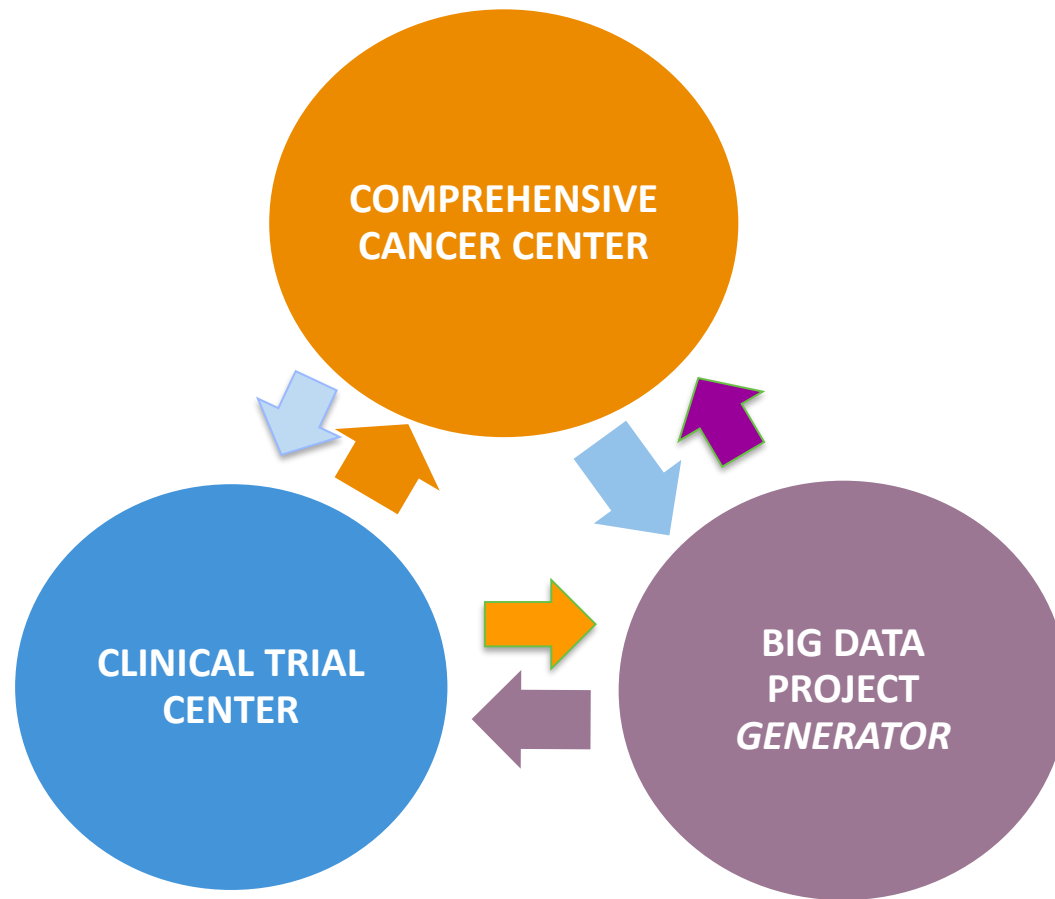 COMPREHENSIVE
CANCER CENTER
CLINICAL TRIAL
CENTER
BIG DATA
PROJECT
GENERATOR